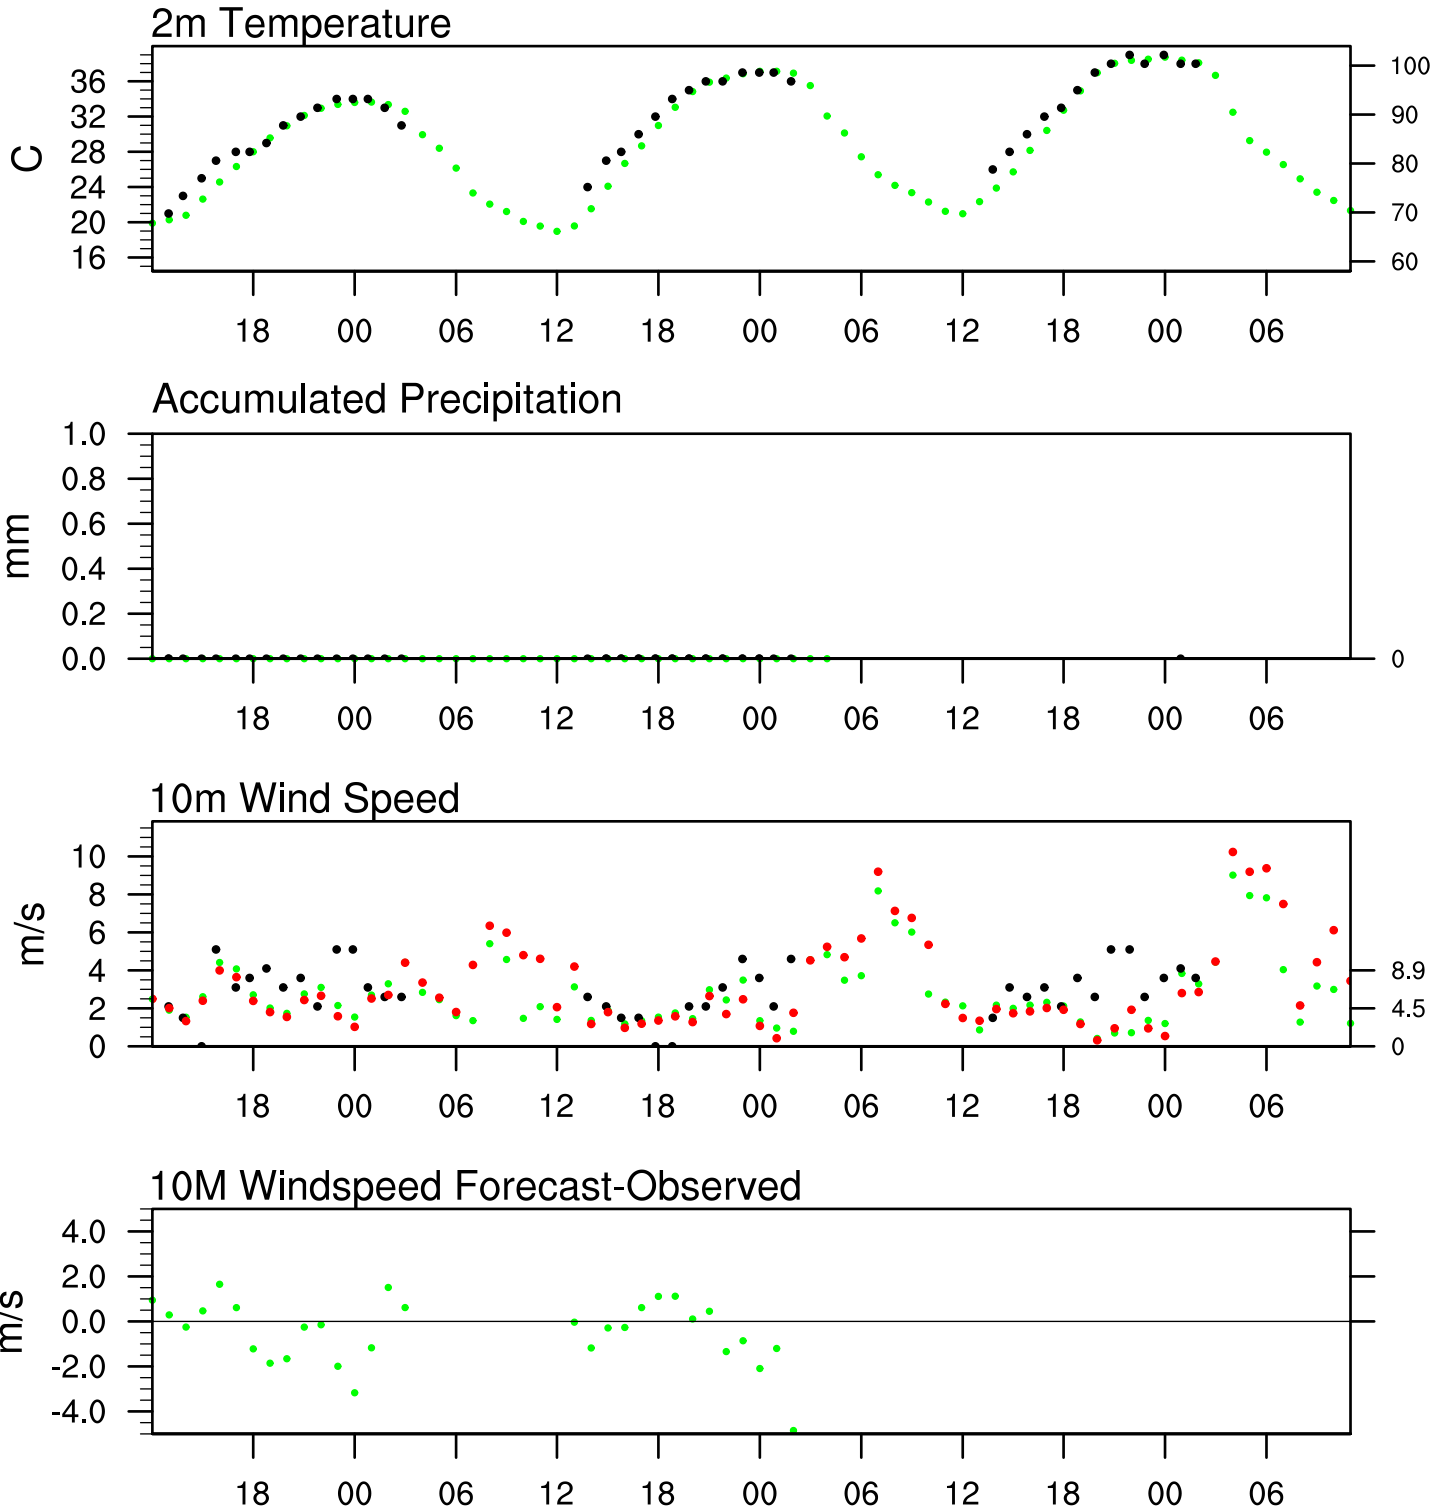 2m Temperature
36
32
28
24
20
16
C
100
90
80
70
60
18 00 06 12 18 00 06 12 18 00 06
Accumulated Precipitation
1.0
0.8
0.6
0.4
0.2
0.0
mm
0
18 00 06 12 18 00 06 12 18 00 06
10m Wind Speed
10
8
6
4
2
0
m/s
8.9
4.5
0
18 00 06 12 18 00 06 12 18 00 06
10M Windspeed Forecast-Observed
4.0
2.0
0.0
-2.0
-4.0
m/s
18 00 06 12 18 00 06 12 18 00 06